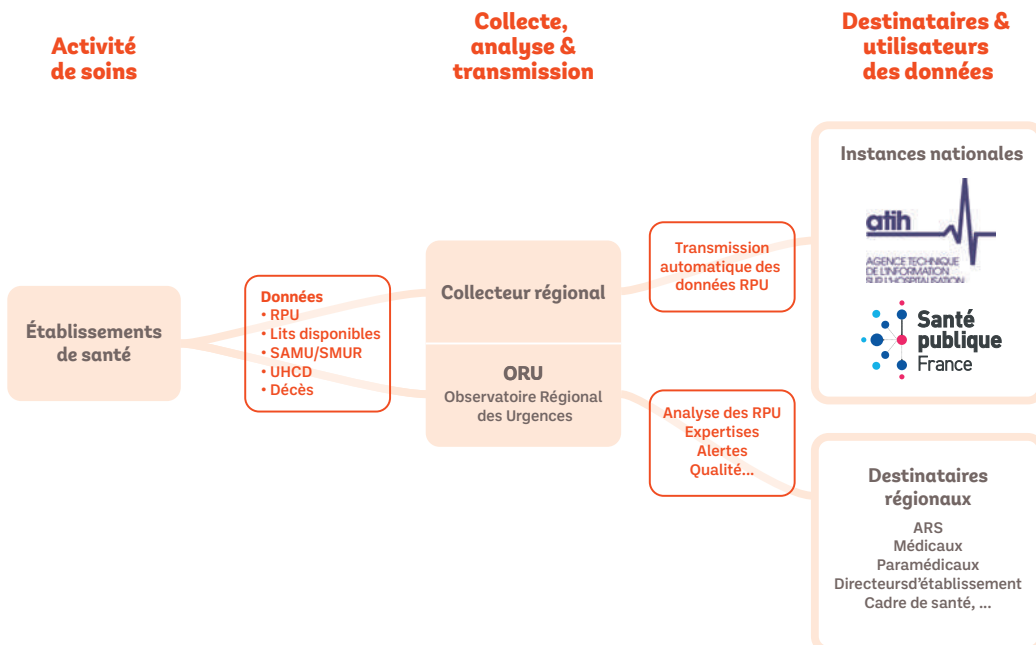 Activité
de soins
Collecte,
analyse &
transmission
Destinataires &
utilisateurs
des données
Établissements
de santé
Données
• RPU
• Lits disponibles
• SAMU/SMUR
• UHCD
• Décès
Collecteur régional
ORU
Observatoire Régional
des Urgences
Transmission
automatique des
données RPU
Analyse des RPU
Expertises
Alertes
Qualité...
Instances nationales
atih
AGENCE TECHNIQUE
DE L'INFORMATION
SUR L'HOSPITALISATION
Santé
publique
France
Destinataires
régionaux
ARS
Médicaux
Paramédicaux
Directeursd'établissement
Cadre de santé, ...